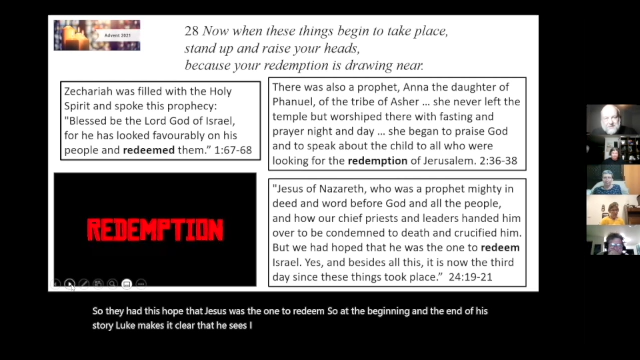 Advent 2021
28 Now when these things begin to take place,
stand up and raise your heads,
because your redemption is drawing near.
Zechariah was filled with the Holy
Spirit and spoke this prophecy:
"Blessed be the Lord God of Israel,
for he has looked favourably on his
people and redeemed them." 1:67-68
There was also a prophet, Anna the daughter of
Phanuel, of the tribe of Asher ... she never left the
temple but worshiped there with fasting and
prayer night and day ... she began to praise God
and to speak about the child to all who were
looking for the redemption of Jerusalem. 2:36-38
REDEMPTION
"Jesus of Nazareth, who was a prophet mighty in
deed and word before God and all the people,
and how our chief priests and leaders handed him
over to be condemned to death and crucified him.
But we had hoped that he was the one to redeem
Israel. Yes, and besides all this, it is now the third
day since these things took place." 24:19-21
So they had this hope that Jesus was the one to redeem So at the beginning and the end of his
story Luke makes it clear that he sees I